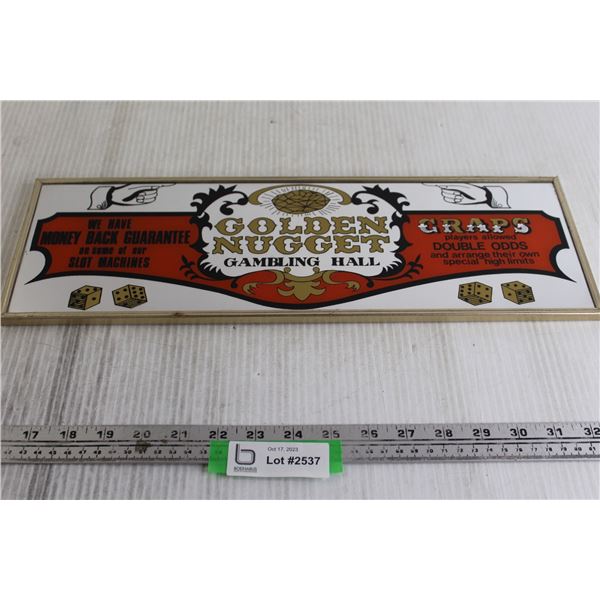 WE HAVE
MONEY BACK GUARANTEE
on some of our
SLOT MACHINES
GOLDEN
NUGGET
GAMBLING HALL
CRAPS
players allowed
DOUBLE ODDS
and arrange their own
special high limits
17 18 19 20 21 22 23 24 25 26 27 28 29 30 31 32
Oct 17, 2023
Lot #2537
b
BODNARUS